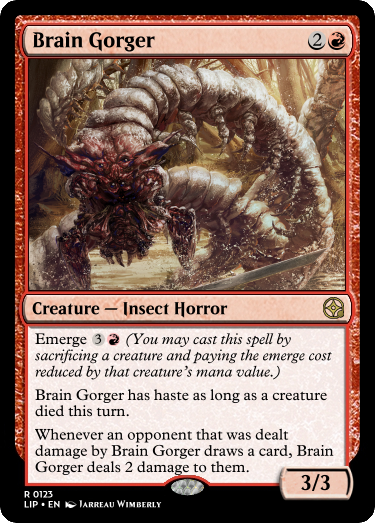 Brain Gorger 2
Creature — Insect Horror
Emerge 3 (You may cast this spell by
sacrificing a creature and paying the emerge cost
reduced by that creature's mana value.)
Brain Gorger has haste as long as a creature
died this turn.
Whenever an opponent that was dealt
damage by Brain Gorger draws a card, Brain
Gorger deals 2 damage to them.
3/3
R 0123
LIP • EN Jarreau Wimberly